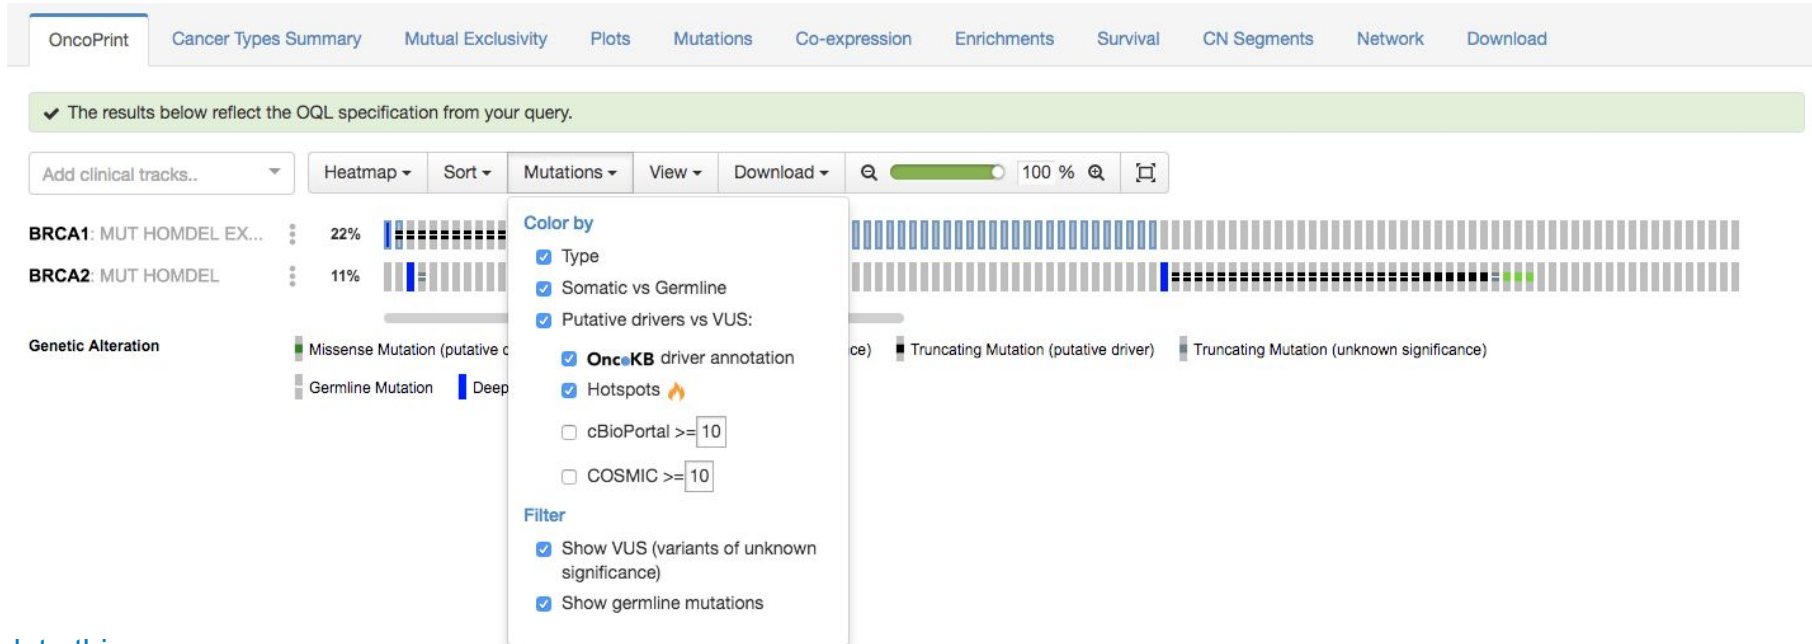 OncoPrint Cancer Types Summary Mutual Exclusivity Plots Mutations Co-expression Enrichments Survival CN Segments Network Download
The results below reflect the OQL specification from your query.
Add clinical tracks.. Heatmap Sort Mutations View Download 100 %
Color by
BRCA1: MUT HOMDEL EX... 22%
Type
BRCA2: MUT HOMDEL 11%
Somatic vs Germline
Putative drivers vs VUS:
Genetic Alteration
Missense Mutation (putative ce) Truncating Mutation (putative driver) Truncating Mutation (unknown significance)
OncoKB driver annotation
Germline Mutation Deep
Hotspots
cBioPortal >= 10
COSMIC >= 10
Filter
Show VUS (variants of unknown
significance)
Show germline mutations